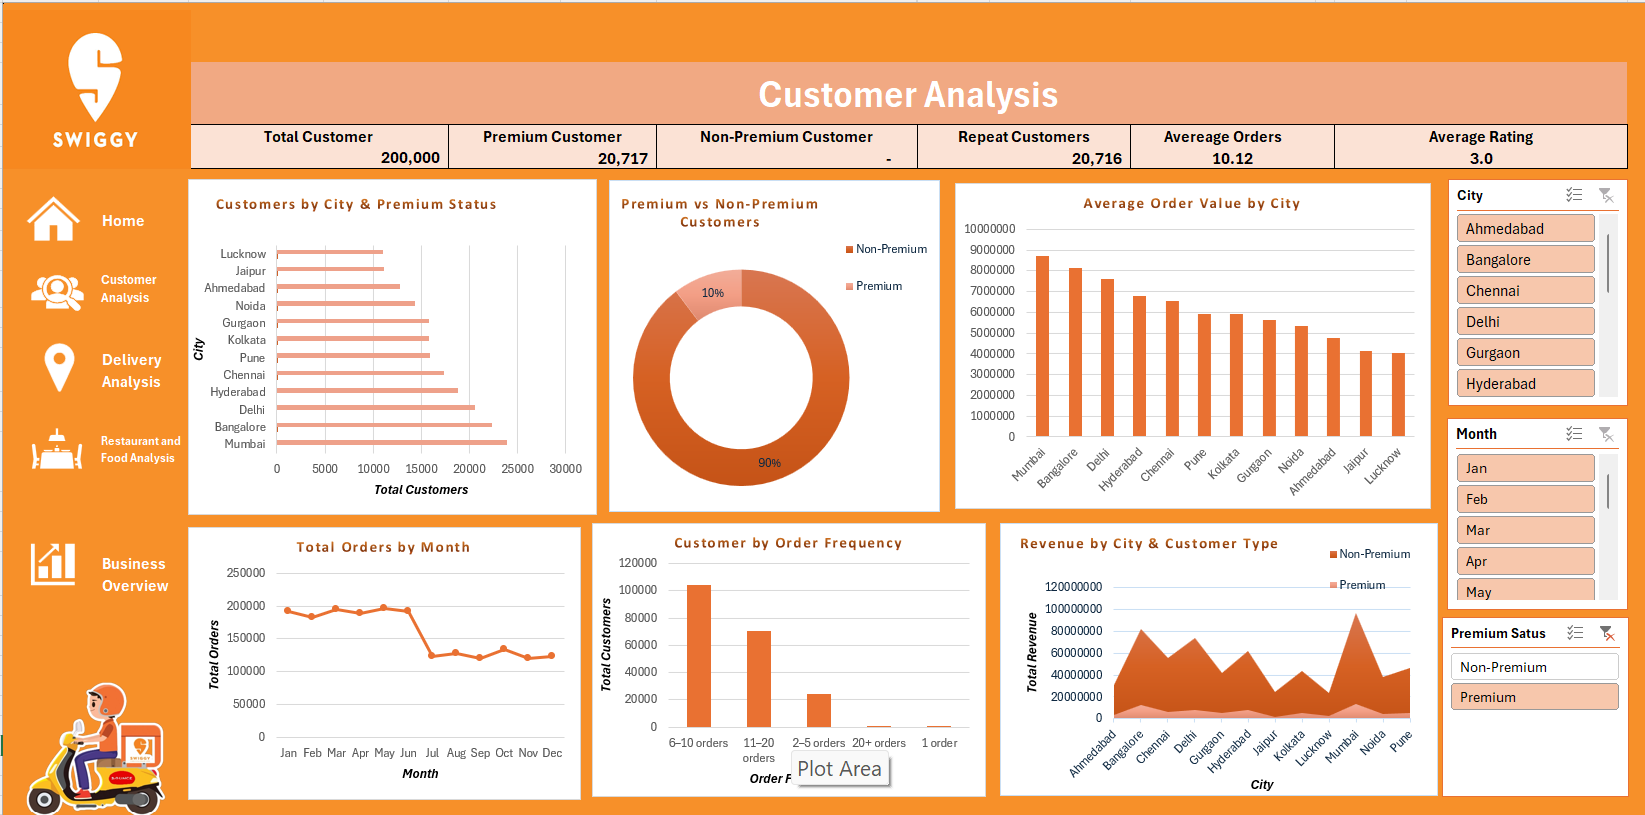 SWIGGY
Customer Analysis
Total Customer
200,000
Premium Customer
20,717
Non-Premium Customer
-
Repeat Customers
20,716
Avereage Orders
10.12
Average Rating
3.0
Home
Customer
Analysis
Delivery
Analysis
Restaurant and
Food Analysis
Business
Overview
Customers by City & Premium Status
City
Lucknow
Jaipur
Ahmedabad
Noida
Gurgaon
Kolkata
Pune
Chennai
Hyderabad
Delhi
Bangalore
Mumbai
0 5000 10000 15000 20000 25000 30000
Total Customers
Premium vs Non-Premium
Customers
Non-Premium
Premium
10%
90%
Average Order Value by City
10000000
9000000
8000000
7000000
6000000
5000000
4000000
3000000
2000000
1000000
0
Mumbai Bangalore Delhi Hyderabad Chennai Pune Kolkata Gurgaon Noida Ahmedabad Jaipur Lucknow
City
Ahmedabad
Bangalore
Chennai
Delhi
Gurgaon
Hyderabad
Month
Jan
Feb
Mar
Apr
May
Premium Satus
Non-Premium
Premium
Total Orders by Month
Total Orders
250000
200000
150000
100000
50000
0
Jan Feb Mar Apr May Jun Jul Aug Sep Oct Nov Dec
Month
Customer by Order Frequency
Total Customers
120000
100000
80000
60000
40000
20000
0
6–10 orders 11–20 2–5 orders 20+ orders 1 order
orders
Order F
Plot Area
Revenue by City & Customer Type
Non-Premium
Premium
Total Revenue
120000000
100000000
80000000
60000000
40000000
20000000
0
Ahmedabad Bangalore Chennai Delhi Gurgaon Hyderabad Jaipur Kolkata Lucknow Mumbai Noida Pune
City
SWIGGY